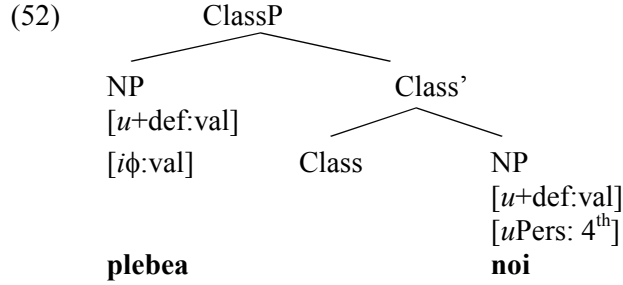 (52) ClassP
NP Class’
[u+def:val]
[iϕ:val] Class NP
[u+def:val]
[uPers: 4th]
plebea noi